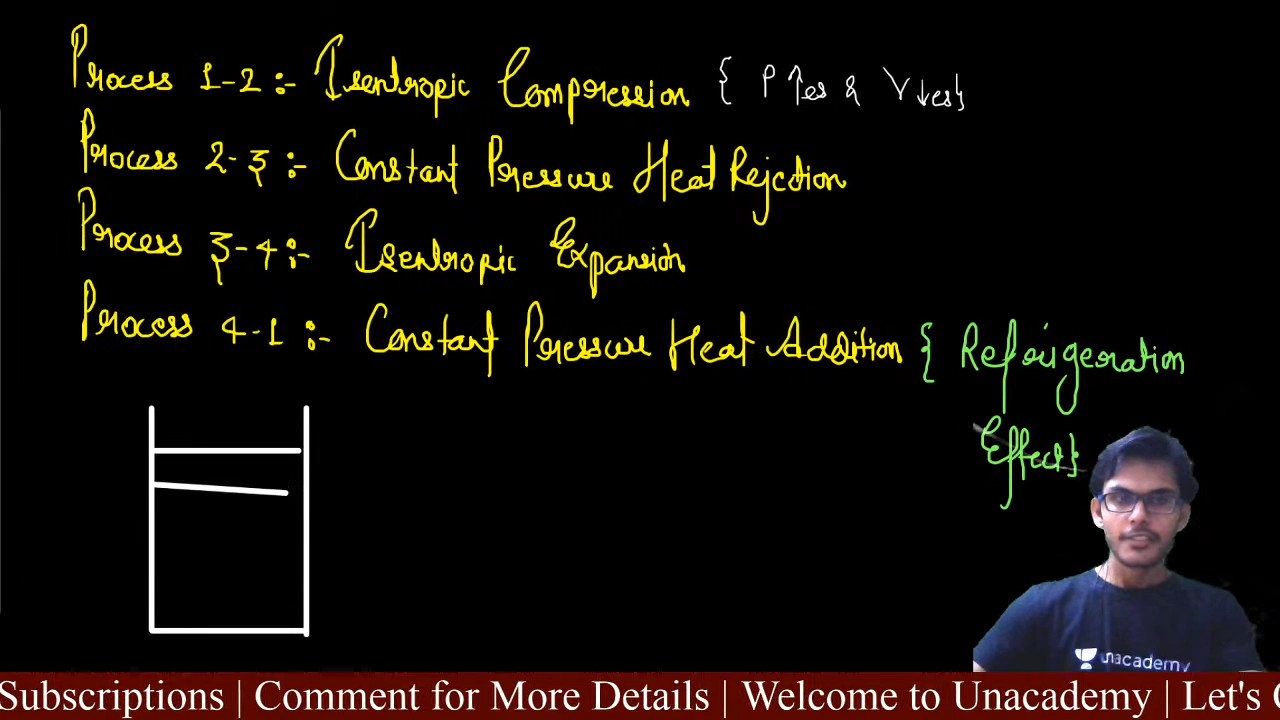 Process 1-2 :- Isentropic Compression { P↑es & V↓es}
Process 2-3 :- Constant Pressure Heat Rejction
Process 3-4 :- Isentropic Expansion
Process 4-1 :- Constant Pressure Heat Addition { Refrigeration
Effect}
unacademy
Subscriptions | Comment for More Details | Welcome to Unacademy | Let's